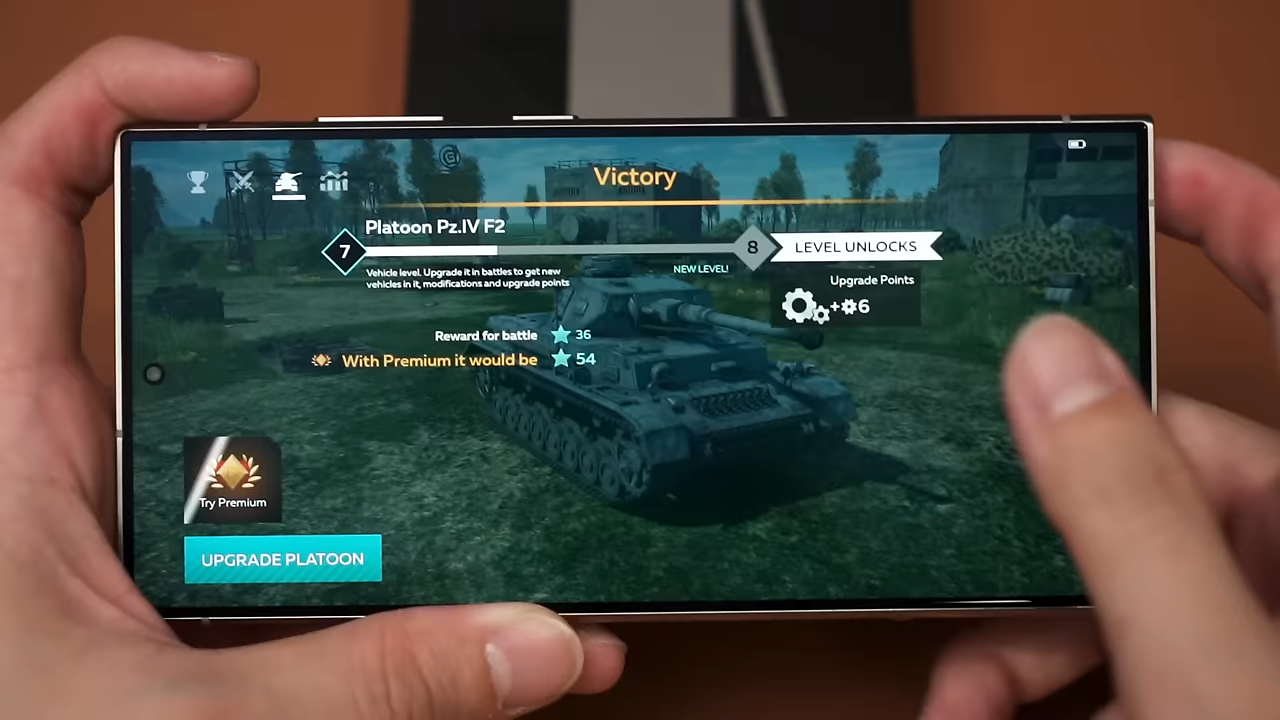 Victory
Platoon Pz.IV F2
7
8
LEVEL UNLOCKS
Vehicle level. Upgrade it in battles to get new
vehicles in it, modifications and upgrade points
NEW LEVEL!
Upgrade Points
+6
Reward for battle 36
With Premium it would be 54
Try Premium
UPGRADE PLATOON